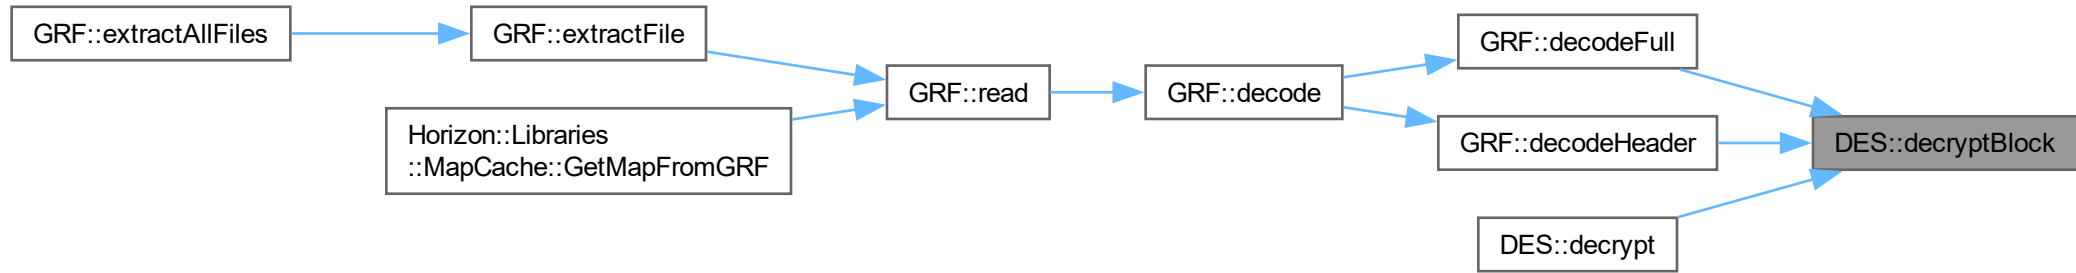 GRF::extractAllFiles
GRF::extractFile
Horizon::Libraries
::MapCache::GetMapFromGRF
GRF::read
GRF::decode
GRF::decodeFull
GRF::decodeHeader
DES::decrypt
DES::decryptBlock